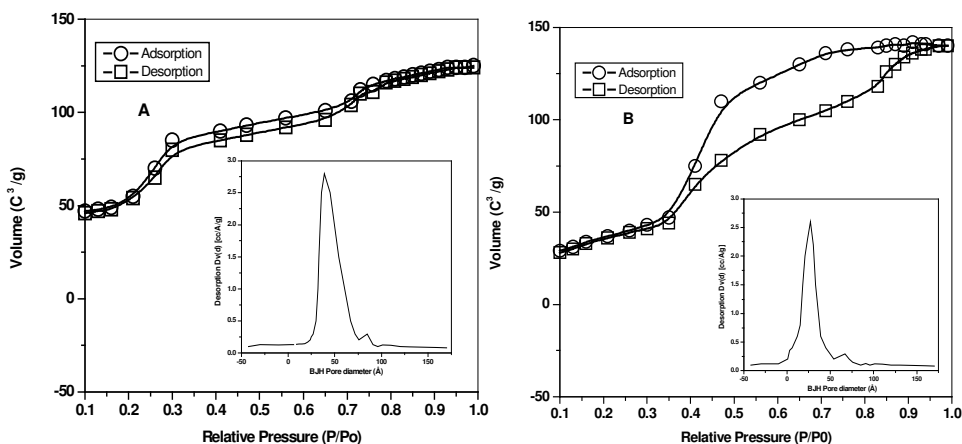 150
100
50
0
-50
Volume (C³/g)
Adsorption
Desorption
A
3.0
2.5
2.0
1.5
1.0
0.5
0.0
Desorption Dv(d) [cc/A/g]
-50 0 50 100 150
BJH Pore diameter (Å)
0.1 0.2 0.3 0.4 0.5 0.6 0.7 0.8 0.9 1.0
Relative Pressure (P/Po)
150
100
50
0
-50
Volume (C³/g)
Adsorption
Desorption
B
3.0
2.5
2.0
1.5
1.0
0.5
0.0
Desorption Dv(d) [cc/Ag]
-50 0 50 100 150
BJH Pore diameter (Å)
0.1 0.2 0.3 0.4 0.5 0.6 0.7 0.8 0.9 1.0
Relative Pressure (P/P0)